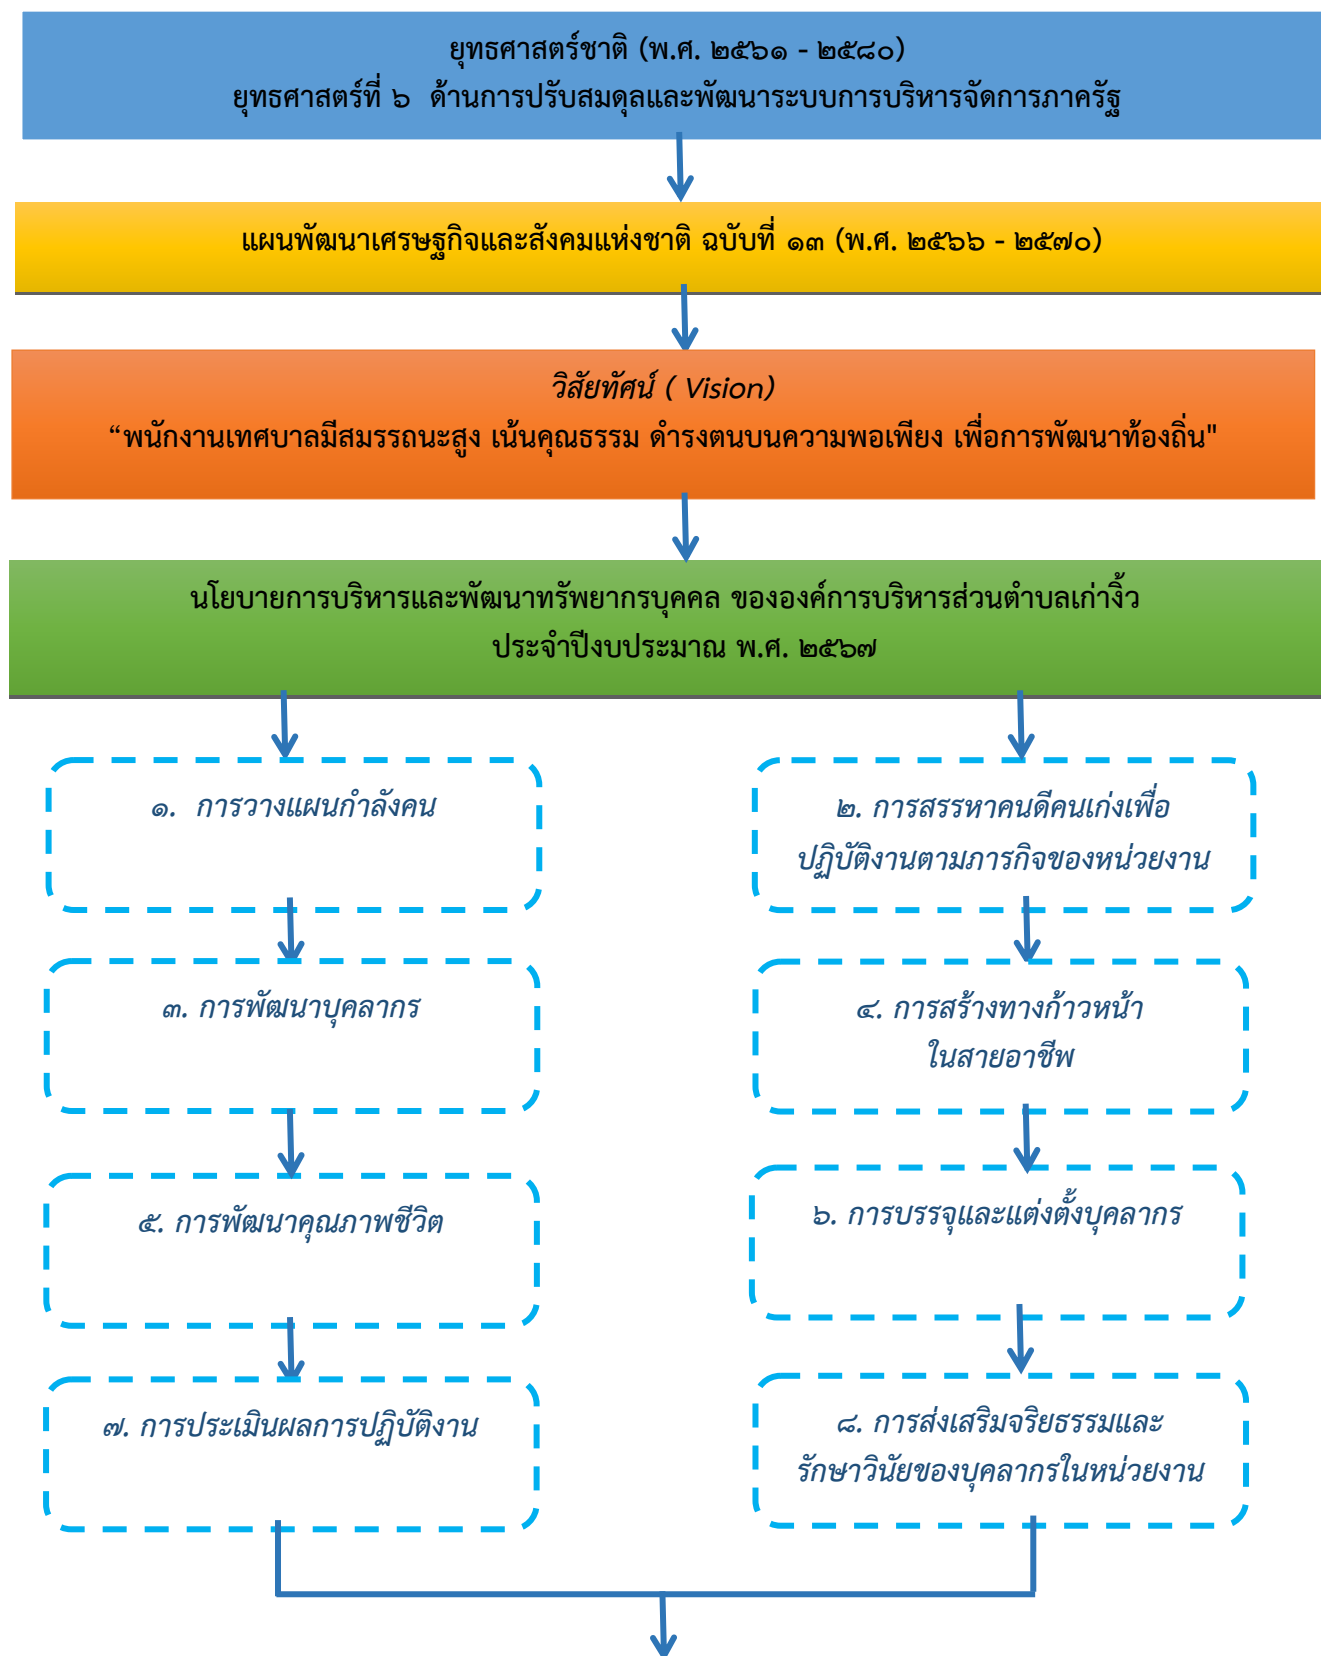 ยุทธศาสตร์ชาติ (พ.ศ. ๒๕๖๑ - ๒๕๘๐)
ยุทธศาสตร์ที่ ๖ ด้านการปรับสมดุลและพัฒนาระบบการบริหารจัดการภาครัฐ
แผนพัฒนาเศรษฐกิจและสังคมแห่งชาติ ฉบับที่ ๑๓ (พ.ศ. ๒๕๖๖ - ๒๕๗๐)
วิสัยทัศน์ ( Vision)
“พนักงานเทศบาลมีสมรรถนะสูง เน้นคุณธรรม ดำรงตนบนความพอเพียง เพื่อการพัฒนาท้องถิ่น"
นโยบายการบริหารและพัฒนาทรัพยากรบุคคล ขององค์การบริหารส่วนตำบลเก่างิ้ว
ประจำปีงบประมาณ พ.ศ. ๒๕๖๗
๑. การวางแผนกำลังคน
๒. การสรรหาคนดีคนเก่งเพื่อ
ปฏิบัติงานตามภารกิจของหน่วยงาน
๓. การพัฒนาบุคลากร
๔. การสร้างทางก้าวหน้า
ในสายอาชีพ
๕. การพัฒนาคุณภาพชีวิต
๖. การบรรจุและแต่งตั้งบุคลากร
๗. การประเมินผลการปฏิบัติงาน
๘. การส่งเสริมจริยธรรมและ
รักษาวินัยของบุคลากรในหน่วยงาน